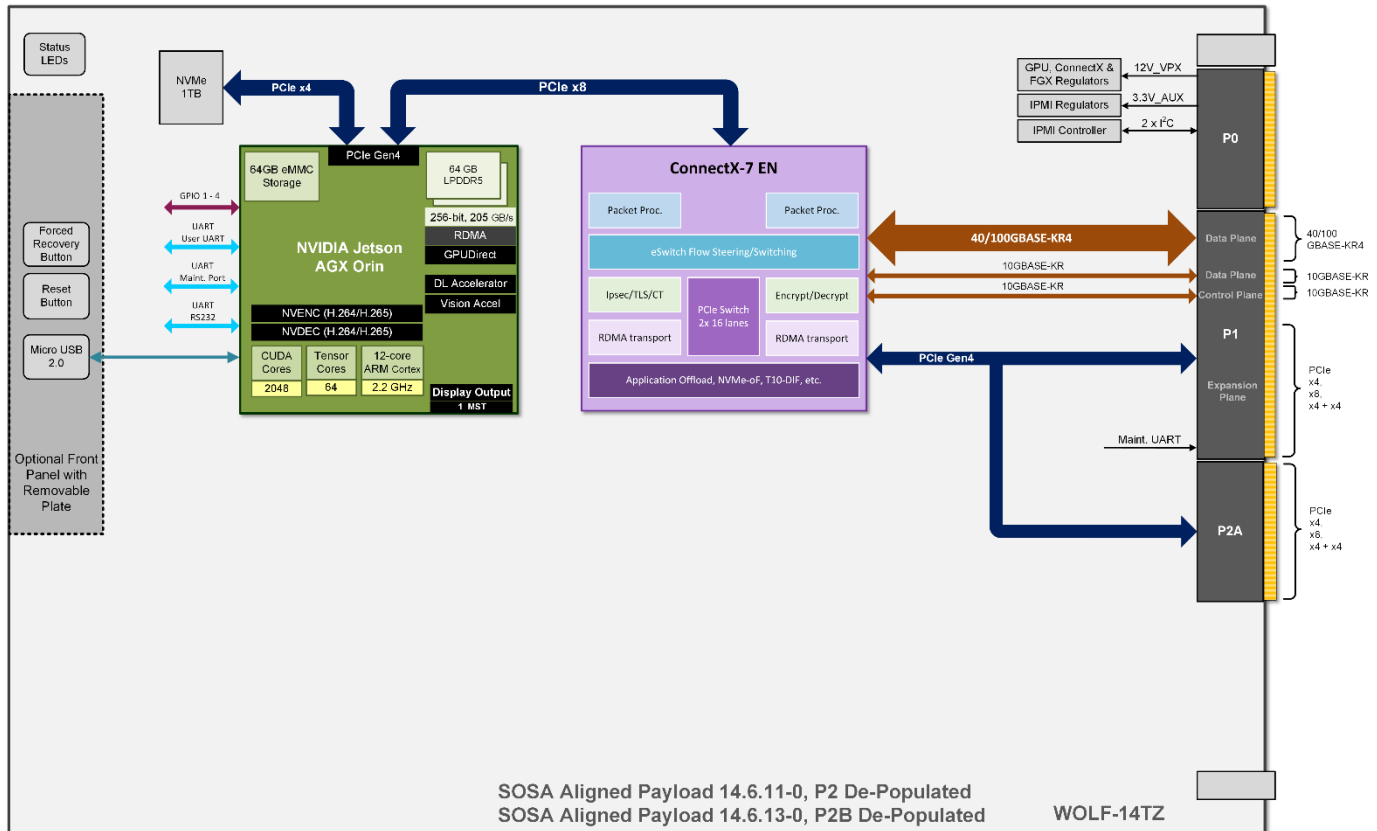 Status
LEDs
NVMe
1TB
PCIe x4
PCIe x8
GPU, ConnectX &
FGX Regulators
12V_VPX
IPMI Regulators
3.3V_AUX
IPMI Controller
2 x I²C
P0
PCIe Gen4
64GB eMMC
Storage
64 GB
LPDDR5
256-bit, 205 GB/s
RDMA
GPUDirect
NVIDIA Jetson
AGX Orin
DL Accelerator
Vision Accel
NVENC (H.264/H.265)
NVDEC (H.264/H.265)
CUDA
Cores
2048
Tensor
Cores
64
12-core
ARM Cortex
2.2 GHz
Display Output
1 MST
GPIO 1 - 4
UART
User UART
UART
Maint. Port
UART
RS232
Forced
Recovery
Button
Reset
Button
Micro USB
2.0
Optional Front
Panel with
Removable
Plate
ConnectX-7 EN
Packet Proc.
Packet Proc.
eSwitch Flow Steering/Switching
Ipsec/TLS/CT
PCIe Switch
2x 16 lanes
Encrypt/Decrypt
RDMA transport
RDMA transport
Application Offload, NVMe-oF, T10-DIF, etc.
40/100GBASE-KR4
Data Plane
40/100
GBASE-KR4
10GBASE-KR
Data Plane
10GBASE-KR
10GBASE-KR
Control Plane
10GBASE-KR
P1
PCIe Gen4
Expansion
Plane
PCIe
x4,
x8,
x4 + x4
Maint. UART
P2A
PCIe
x4,
x8,
x4 + x4
SOSA Aligned Payload 14.6.11-0, P2 De-Populated
SOSA Aligned Payload 14.6.13-0, P2B De-Populated
WOLF-14TZ